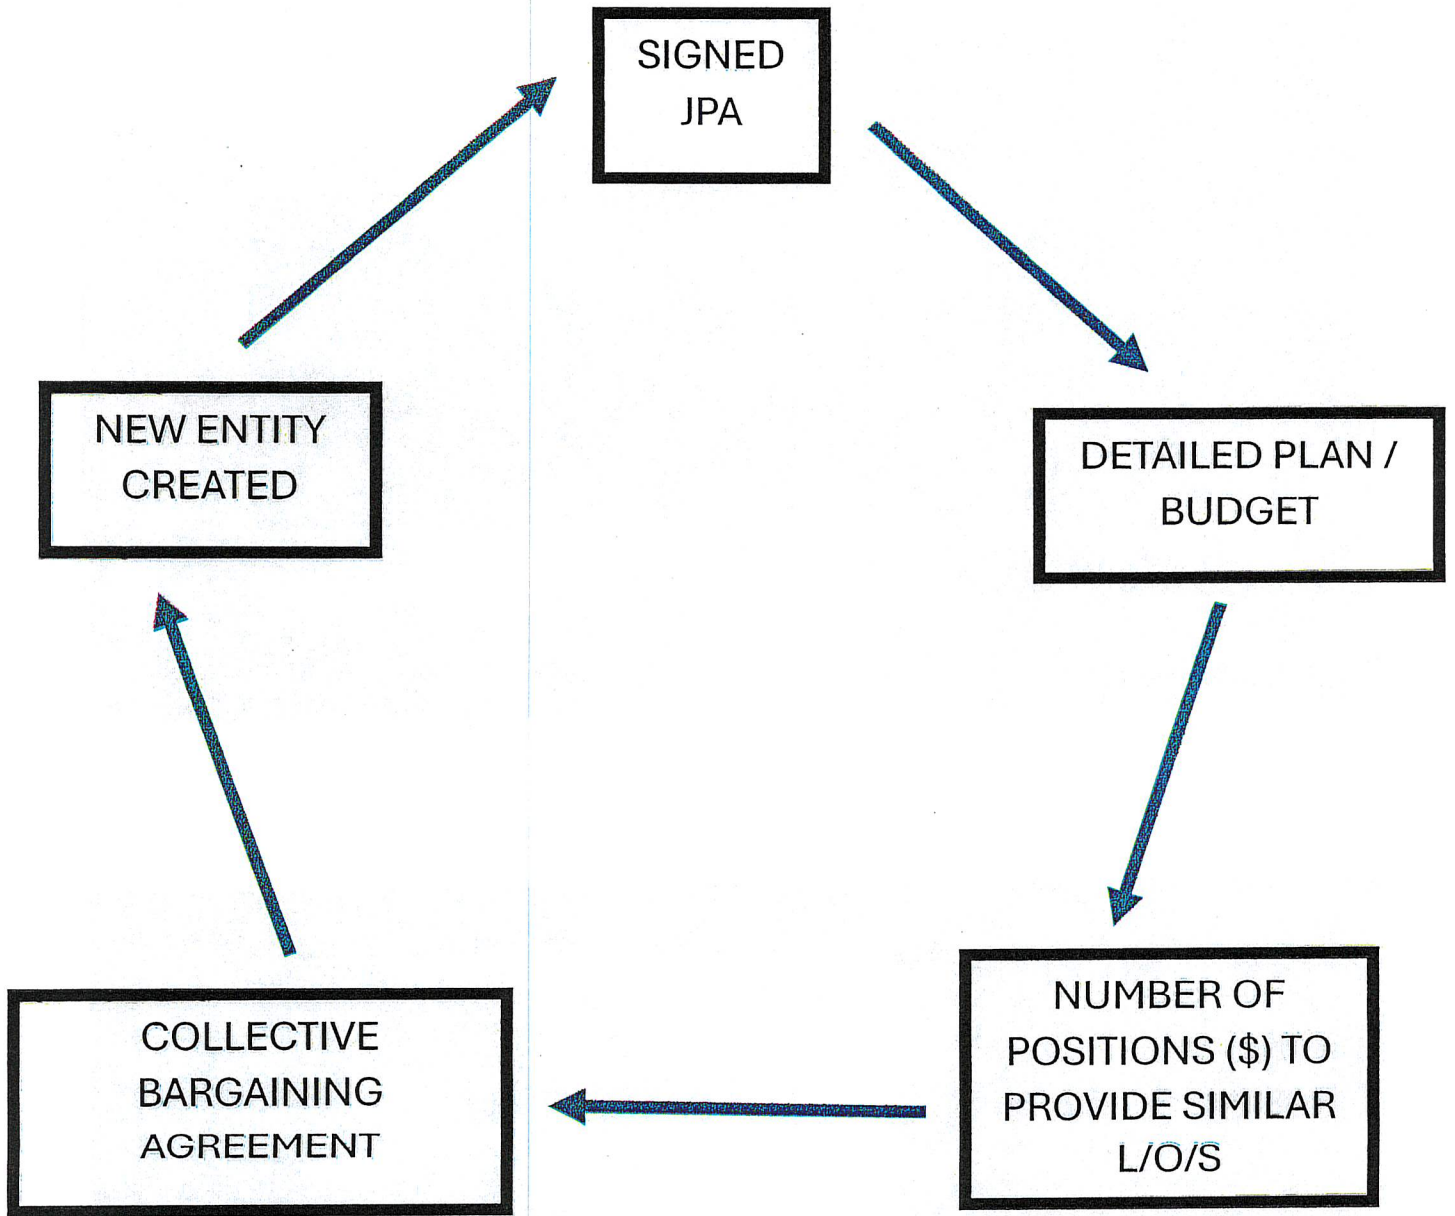 SIGNED
JPA
DETAILED PLAN /
BUDGET
NUMBER OF
POSITIONS ($) TO
PROVIDE SIMILAR
L/O/S
COLLECTIVE
BARGAINING
AGREEMENT
NEW ENTITY
CREATED